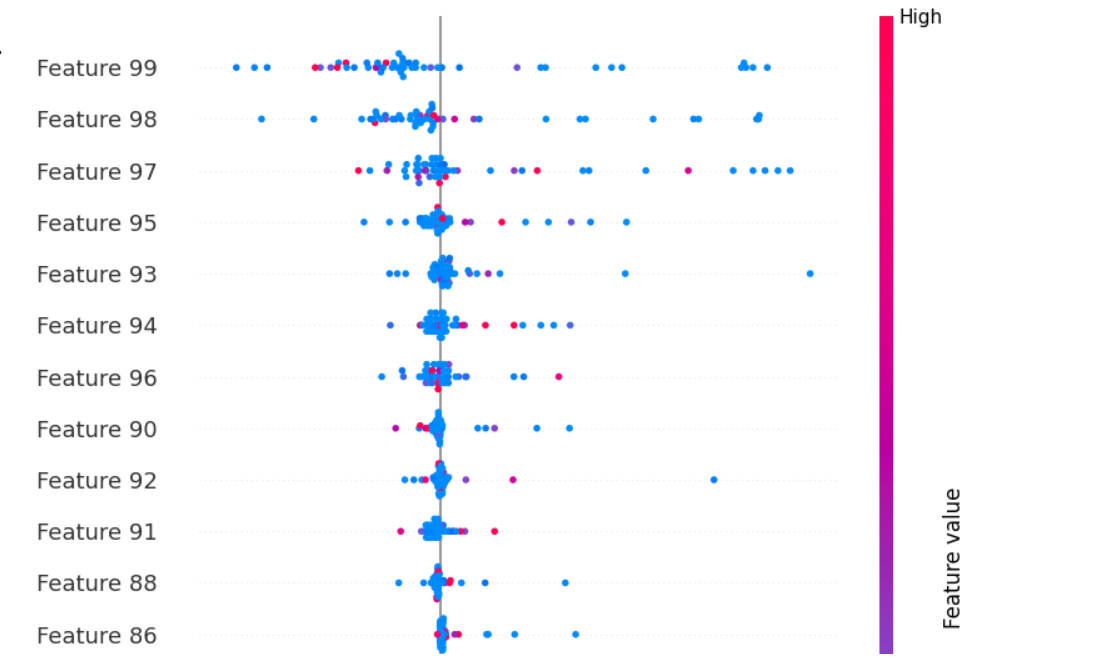 High
Feature 99
Feature 98
Feature 97
Feature 95
Feature 93
Feature 94
Feature 96
Feature 90
Feature 92
Feature 91
Feature 88
Feature 86
Feature value